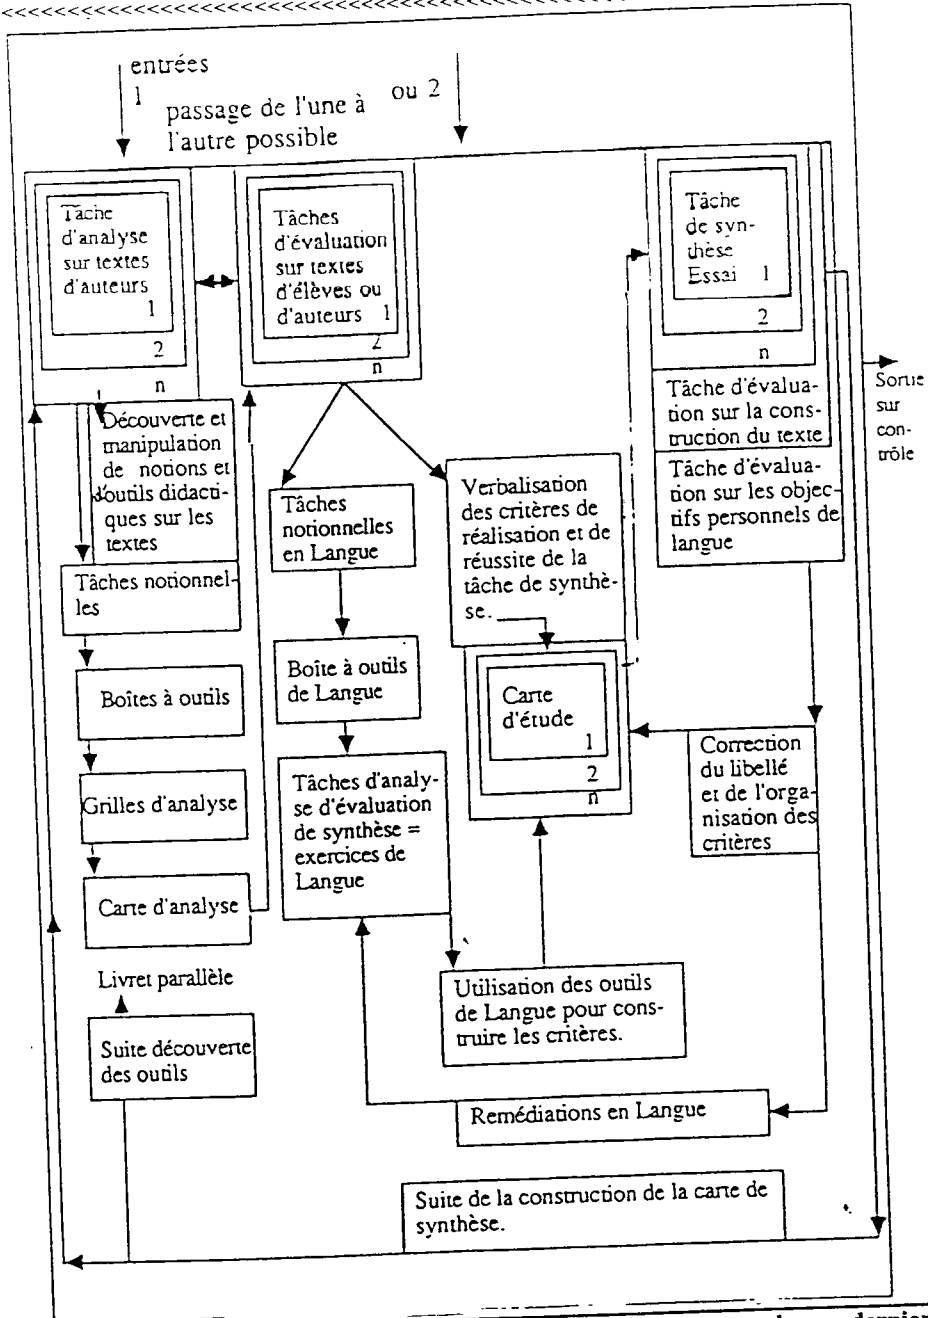 entrées
1
ou 2
passage de l'une à
l'autre possible
Tâche
d'analyse
sur textes
d'auteurs
1
2
n
Tâches
d'évaluation
sur textes
d'élèves ou
d'auteurs 1
2
n
Tâche
de syn-
thèse
Essai 1
2
n
Tâche d'évalua-
tion sur la cons-
truction du texte
Tâche d'évalua-
tion sur les objec-
tifs personnels de
langue
Sortie
sur
con-
trôle
Découverte et
manipulation
de notions et
d'outils didacti-
ques sur les
textes
Tâches notionnel-
les
Boîtes à outils
Grilles d'analyse
Carte d'analyse
Livret parallèle
Suite découverte
des outils
Tâches
notionnelles
en Langue
Boîte à outils
de Langue
Tâches d'analy-
se d'évaluation
de synthèse =
exercices de
Langue
Verbalisation
des critères de
réalisation et de
réussite de la
tâche de synthè-
se.
Carte
d'étude
1
2
n
Correction
du libellé
et de l'orga-
nisation des
critères
Utilisation des outils
de Langue pour cons-
truire les critères.
Remédiations en Langue
Suite de la construction de la carte de
synthèse.